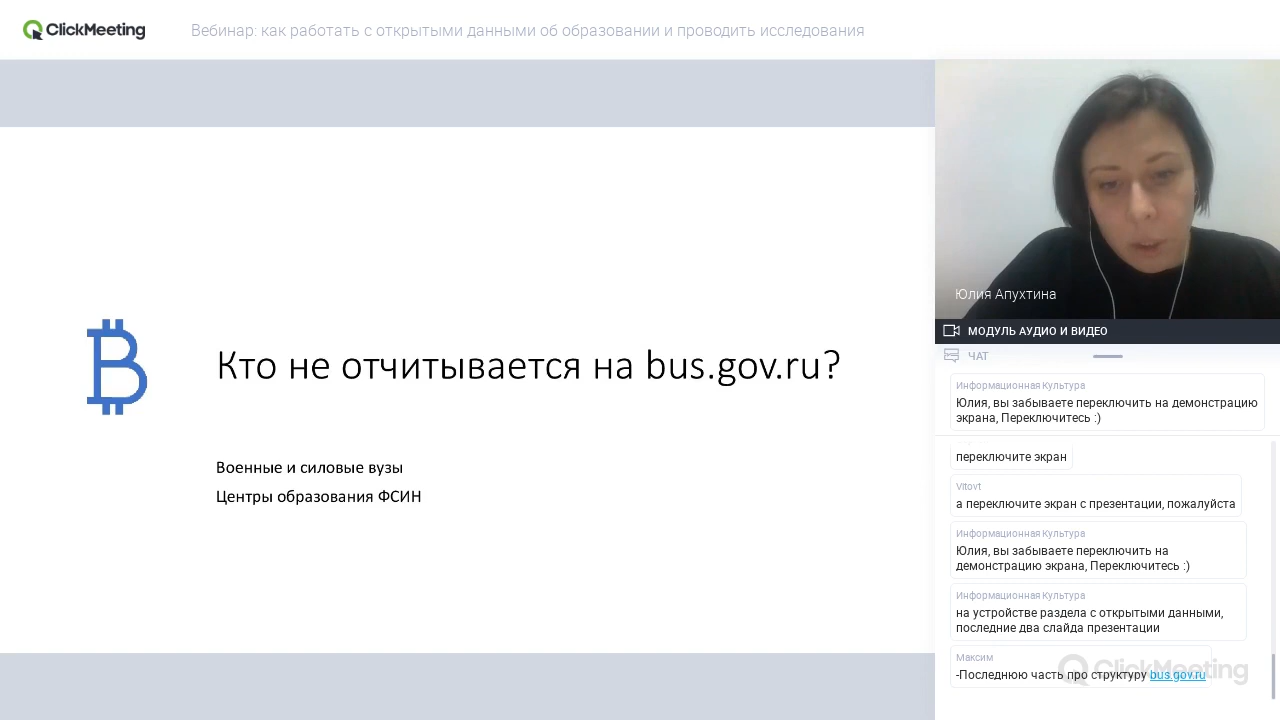 ClickMeeting
Вебинар: как работать с открытыми данными об образовании и проводить исследования
Кто не отчитывается на bus.gov.ru?
Военные и силовые вузы
Центры образования ФСИН
Юлия Апухтина
МОДУЛЬ АУДИО И ВИДЕО
ЧАТ
Информационная Культура
Юлия, вы забываете переключить на демонстрацию
экрана, Переключитесь :)
переключите экран
Vitovt
а переключите экран с презентации, пожалуйста
Информационная Культура
Юлия, вы забываете переключить на
демонстрацию экрана, Переключитесь :)
Информационная Культура
на устройстве раздела с открытыми данными,
последние два слайда презентации
Максим
-Последнюю часть про структуру bus.gov.ru
ClickMeeting